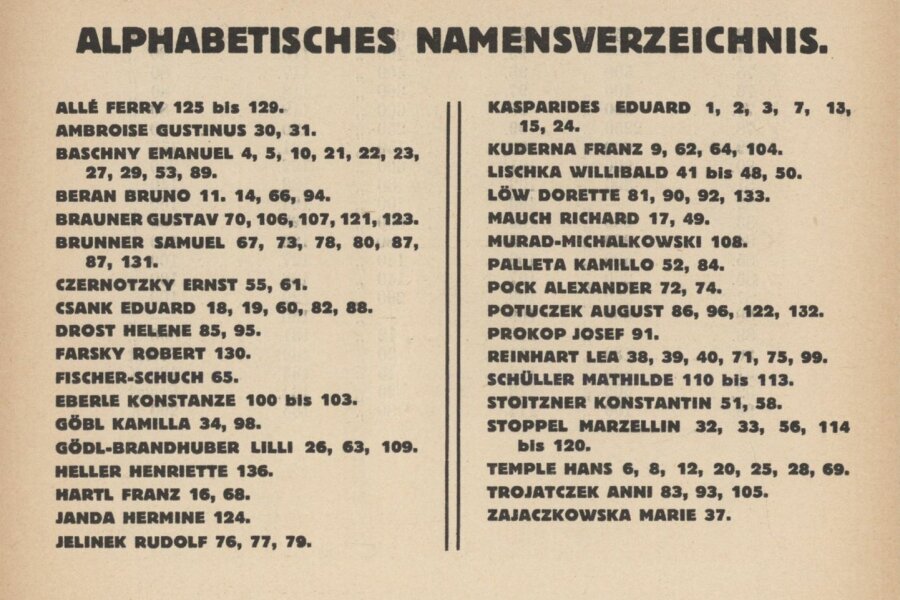 ALPHABETISCHES NAMENSVERZEICHNIS.
ALLÉ FERRY 125 bis 129.
AMBROISE GUSTINUS 30, 31.
BASCHNY EMANUEL 4, 5, 10, 21, 22, 23,
27, 29, 53, 89.
BERAN BRUNO 11. 14, 66, 94.
BRAUNER GUSTAV 70, 106, 107, 121, 123.
BRUNNER SAMUEL 67, 73, 78, 80, 87,
87, 131.
CZERNOTZKY ERNST 55, 61.
CSANK EDUARD 18, 19, 60, 82, 88.
DROST HELENE 85, 95.
FARSKY ROBERT 130.
FISCHER-SCHUCH 65.
EBERLE KONSTANZE 100 bis 103.
GÖBL KAMILLA 34, 98.
GÖDL-BRANDHUBER LILLI 26, 63, 109.
HELLER HENRIETTE 136.
HARTL FRANZ 16, 68.
JANDA HERMINE 124.
JELINEK RUDOLF 76, 77, 79.
KASPARIDES EDUARD 1, 2, 3, 7, 13,
15, 24.
KUDERNA FRANZ 9, 62, 64, 104.
LISCHKA WILLIBALD 41 bis 48, 50.
LÖW DORETTE 81, 90, 92, 133.
MAUCH RICHARD 17, 49.
MURAD-MICHALKOWSKI 108.
PALLETA KAMILLO 52, 84.
POCK ALEXANDER 72, 74.
POTUCZEK AUGUST 86, 96, 122, 132.
PROKOP JOSEF 91.
REINHART LEA 38, 39, 40, 71, 75, 99.
SCHÜLLER MATHILDE 110 bis 113.
STOITZNER KONSTANTIN 51, 58.
STOPPEL MARZELLIN 32, 33, 56, 114
bis 120.
TEMPLE HANS 6, 8, 12, 20, 25, 28, 69.
TROJATCZEK ANNI 83, 93, 105.
ZAJACZKOWSKA MARIE 37.